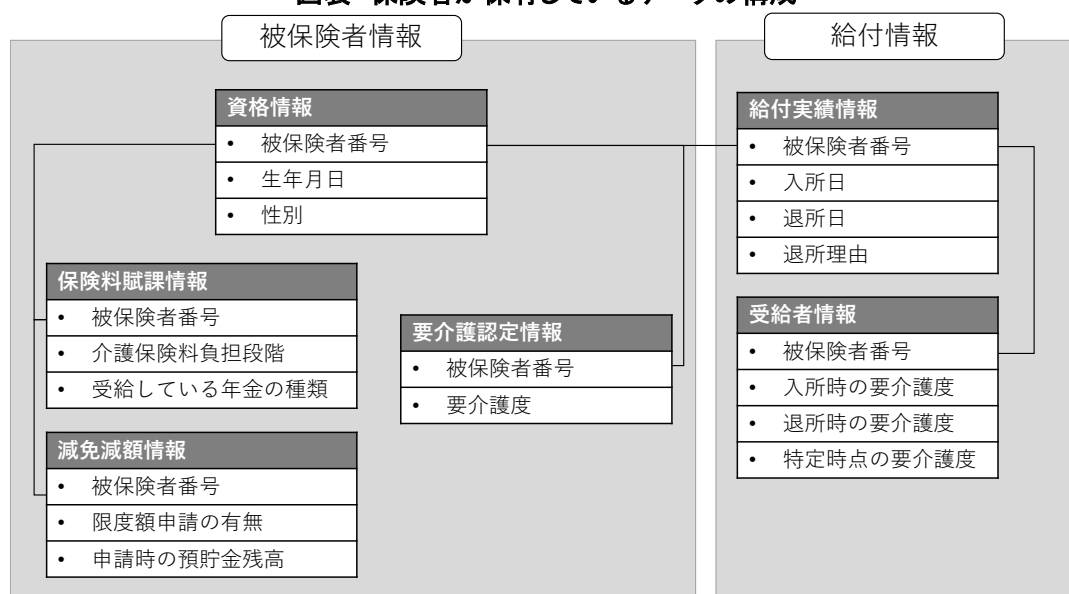 図表 保険者が保有しているデータの構成
被保険者情報
資格情報
• 被保険者番号
• 生年月日
• 性別
保険料賦課情報
• 被保険者番号
• 介護保険料負担段階
• 受給している年金の種類
減免減額情報
• 被保険者番号
• 限度額申請の有無
• 申請時の預貯金残高
要介護認定情報
• 被保険者番号
• 要介護度
給付情報
給付実績情報
• 被保険者番号
• 入所日
• 退所日
• 退所理由
受給者情報
• 被保険者番号
• 入所時の要介護度
• 退所時の要介護度
• 特定時点の要介護度